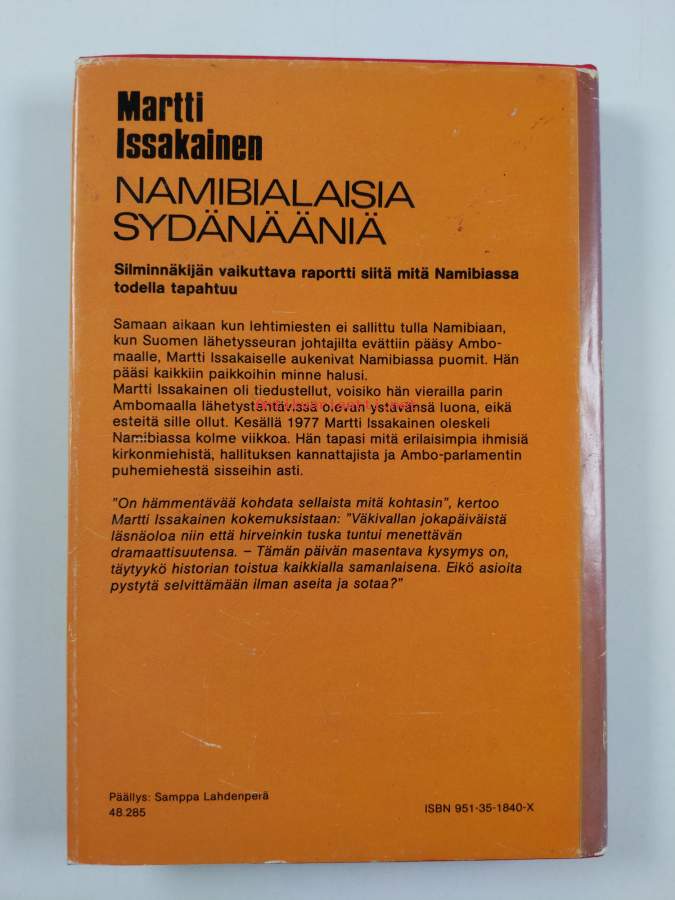 Martti
Issakainen
NAMIBIALAISIA
SYDÄNÄÄNIÄ
Silminnäkijän vaikuttava raportti siitä mitä Namibiassa
todella tapahtuu
Samaan aikaan kun lehtimiesten ei sallittu tulla Namibiaan,
kun Suomen lähetysseuran johtajilta evättiin pääsy Ambo-
maalle, Martti Issakaiselle aukenivat Namibiassa puomit. Hän
pääsi kaikkiin paikkoihin minne halusi.
Martti Issakainen oli tiedustellut, voisiko hän vierailla parin
Ambomaalla lähetystehtävissä olevan ystävänsä luona, eikä
esteitä sille ollut. Kesällä 1977 Martti Issakainen oleskeli
Namibiassa kolme viikkoa. Hän tapasi mitä erilaisimpia ihmisiä
kirkonmiehistä, hallituksen kannattajista ja Ambo-parlamentin
puhemiehestä sisseihin asti.
"On hämmentävää kohdata sellaista mitä kohtasin", kertoo
Martti Issakainen kokemuksistaan: "Väkivallan jokapäiväistä
läsnäoloa niin että hirveinkin tuska tuntui menettävän
dramaattisuutensa. – Tämän päivän masentava kysymys on,
täytyykö historian toistua kaikkialla samanlaisena. Eikö asioita
pystytä selvittämään ilman aseita ja sotaa?"
Päällys: Samppa Lahdenperä
48.285
ISBN 951-35-1840-X